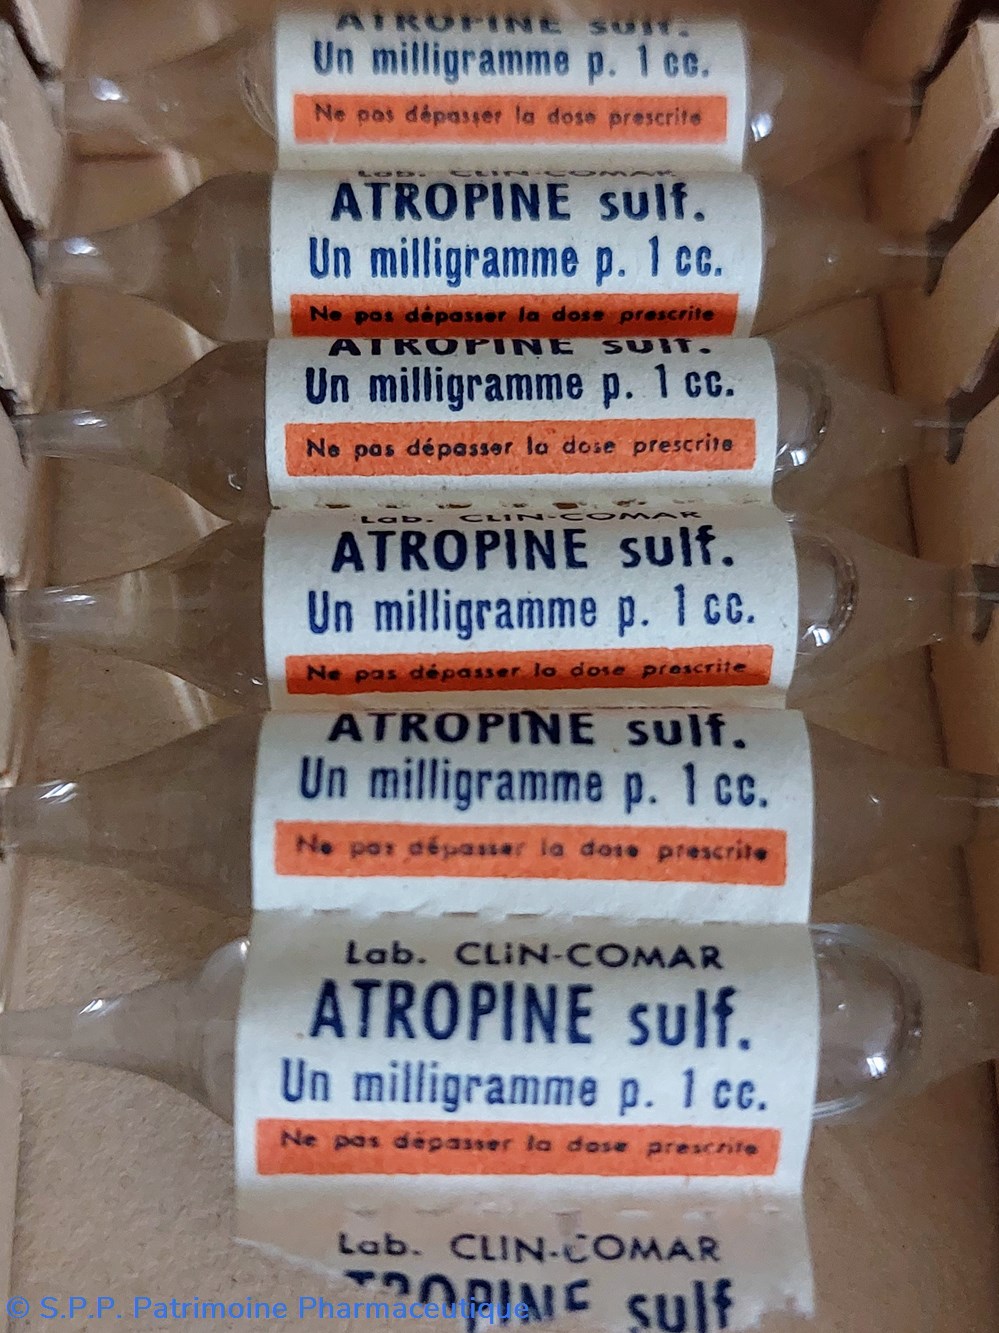 ATROPINE sulf.
Un milligramme p. 1 cc.
Ne pas dépasser la dose prescrite
Lab. CLIN-COMAR
ATROPINE sulf.
Un milligramme p. 1 cc.
Ne pas dépasser la dose prescrite
ATROPINE sulf.
Un milligramme p. 1 cc.
Ne pas dépasser la dose prescrite
Lab. CLIN-COMAR
ATROPINE sulf.
Un milligramme p. 1 cc.
Ne pas dépasser la dose prescrite
ATROPINE sulf.
Un milligramme p. 1 cc.
Ne pas dépasser la dose prescrite
Lab. CLiN-COMAR
ATROPINE sulf.
Un milligramme p. 1 cc.
Ne pas dépasser la dose prescrite
Lab. CLIN-COMAR
ATROPINE sulf
© S.P.P. Patrimoine Pharmaceutique